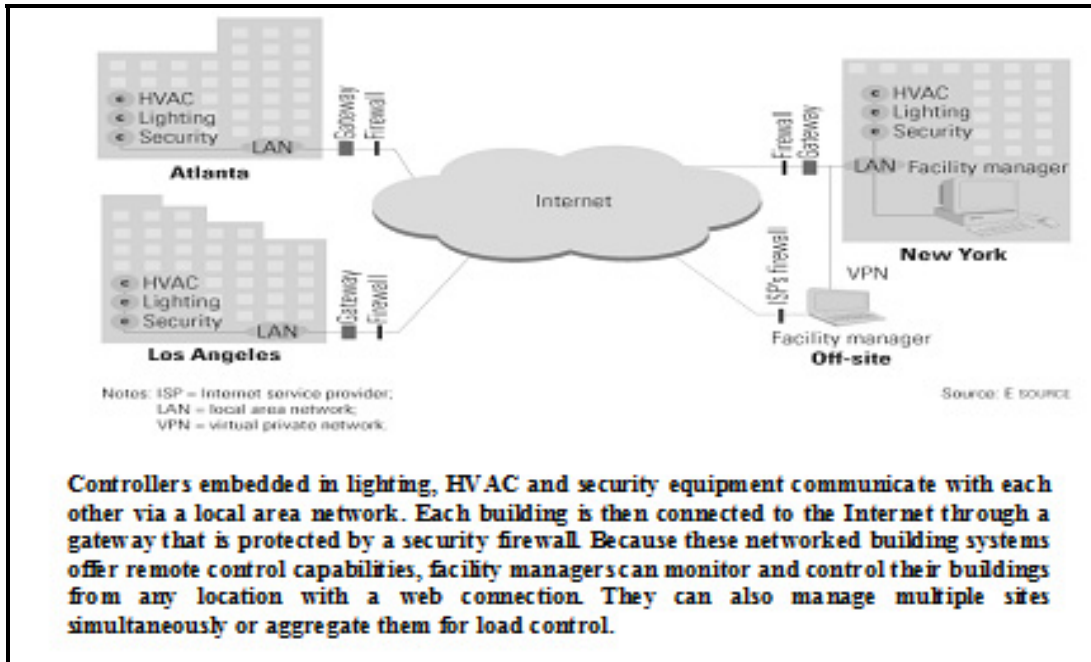 HVAC
Lighting
Security
LAN
Atlanta
Gateway
Firewall
HVAC
Lighting
Security
LAN
Los Angeles
Gateway
Firewall
Internet
Firewall
Gateway
HVAC
Lighting
Security
LAN
Facility manager
New York
VPN
ISP's firewall
Facility manager
Off-site
Notes: ISP – Internet service provider;
LAN – local area network;
VPN – virtual private network.
Source: E SOURCE
Controllers embedded in lighting, HVAC and security equipment communicate with each
other via a local area network. Each building is then connected to the Internet through a
gateway that is protected by a security firewall. Because these networked building systems
offer remote control capabilities, facility managers can monitor and control their buildings
from any location with a web connection. They can also manage multiple sites
simultaneously or aggregate them for load control.